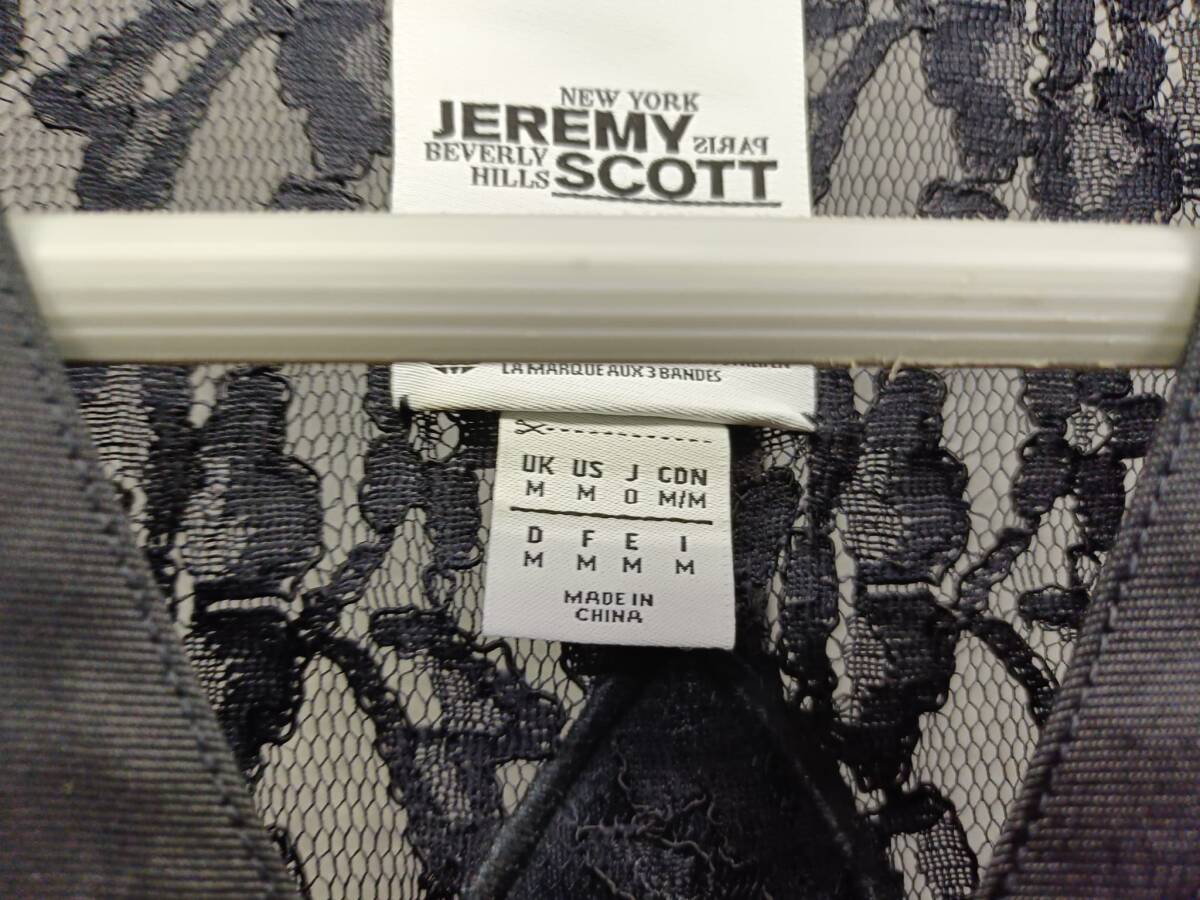 NEW YORK
JEREMY PARIS
BEVERLY
HILLS SCOTT
LA MARQUE AUX 3 BANDES
UK US J CDN
M M O M/M
D F E I
M M M M
MADE IN
CHINA